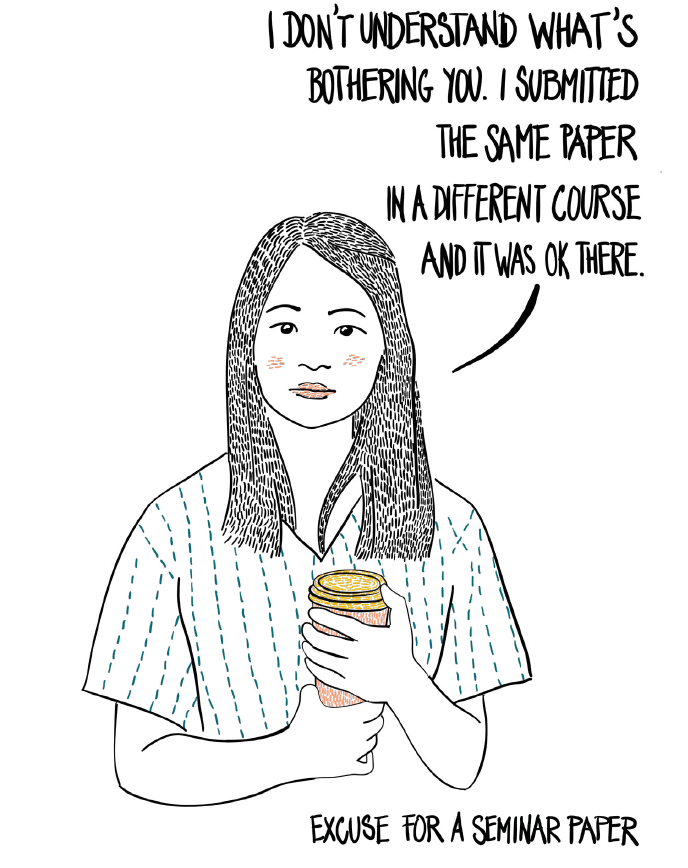 I DON'T UNDERSTAND WHAT'S
BOTHERING YOU. I SUBMITTED
THE SAME PAPER
IN A DIFFERENT COURSE
AND IT WAS OK THERE.
EXCUSE FOR A SEMINAR PAPER